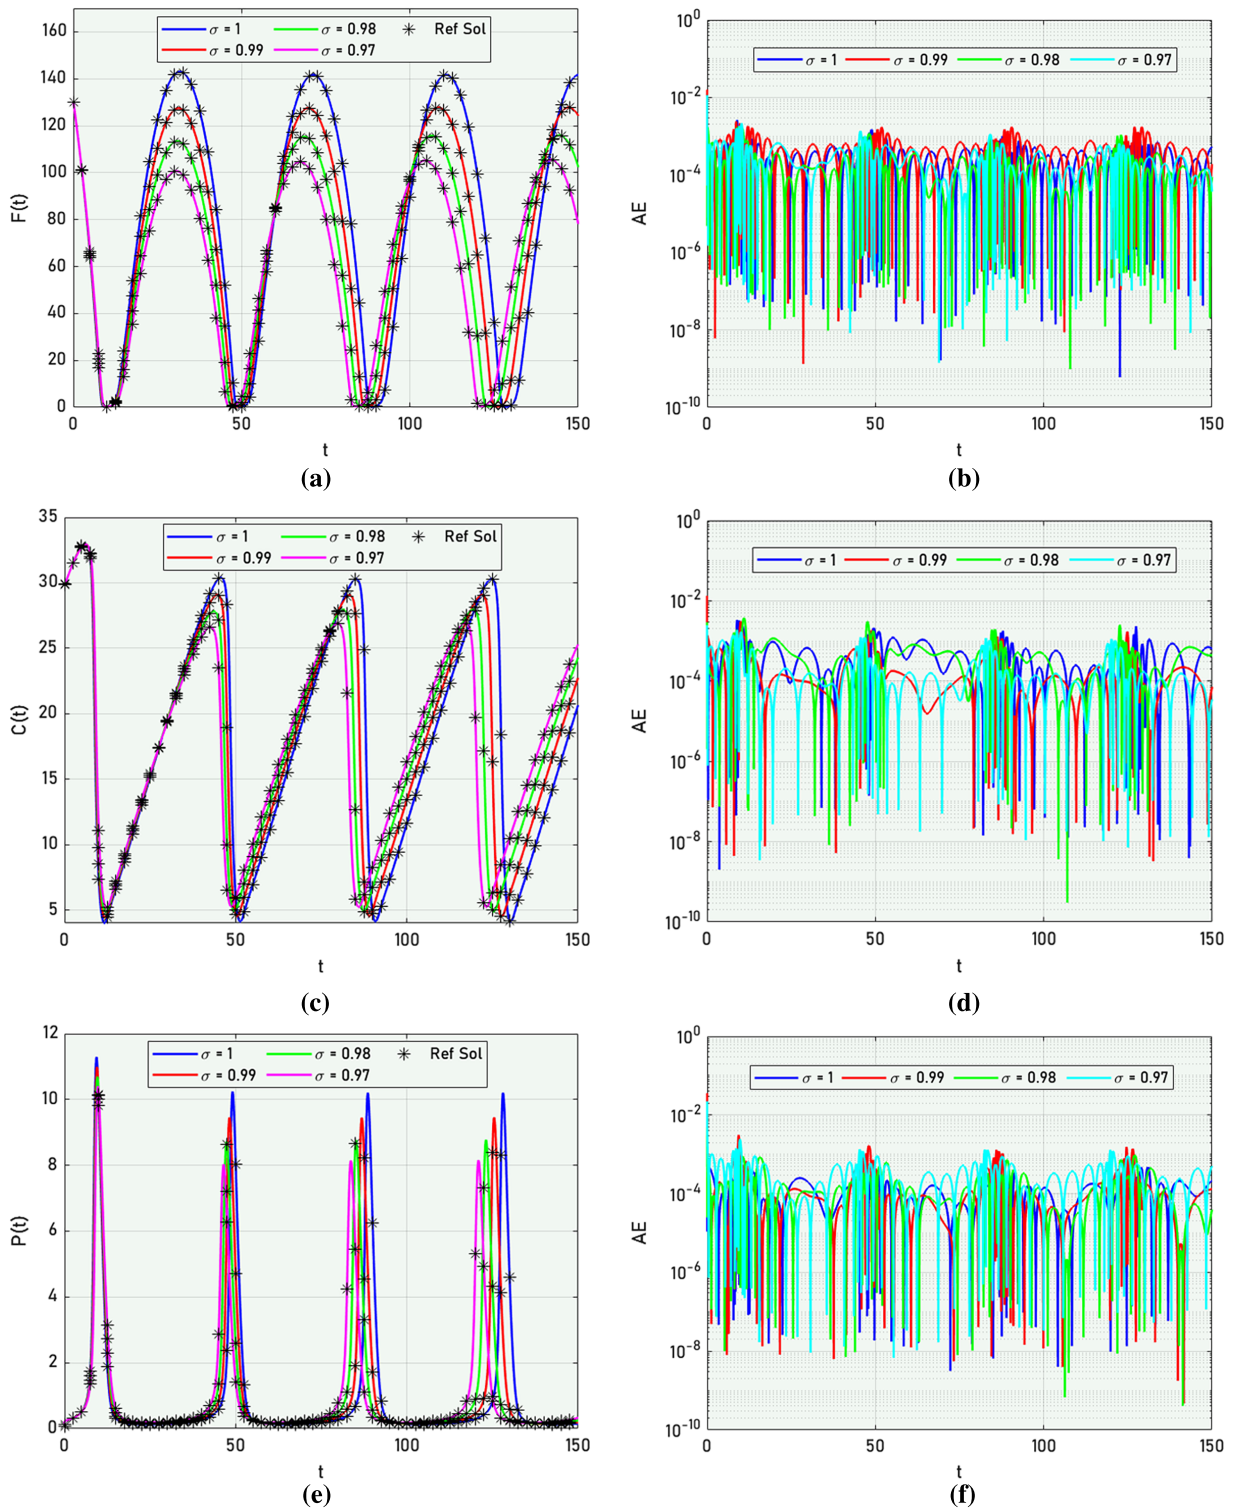 160
140
120
100
80
60
40
20
0
F(t)
σ = 1
σ = 0.98
Ref Sol
σ = 0.99
σ = 0.97
0
50
100
150
t
(a)
10^0
10^-2
10^-4
10^-6
10^-8
10^-10
AE
σ = 1
σ = 0.99
σ = 0.98
σ = 0.97
0
50
100
150
t
(b)
35
30
25
20
15
10
5
C(t)
σ = 1
σ = 0.98
Ref Sol
σ = 0.99
σ = 0.97
0
50
100
150
t
(c)
10^0
10^-2
10^-4
10^-6
10^-8
10^-10
AE
σ = 1
σ = 0.99
σ = 0.98
σ = 0.97
0
50
100
150
t
(d)
12
10
8
6
4
2
0
P(t)
σ = 1
σ = 0.98
Ref Sol
σ = 0.99
σ = 0.97
0
50
100
150
t
(e)
10^0
10^-2
10^-4
10^-6
10^-8
10^-10
AE
σ = 1
σ = 0.99
σ = 0.98
σ = 0.97
0
50
100
150
t
(f)